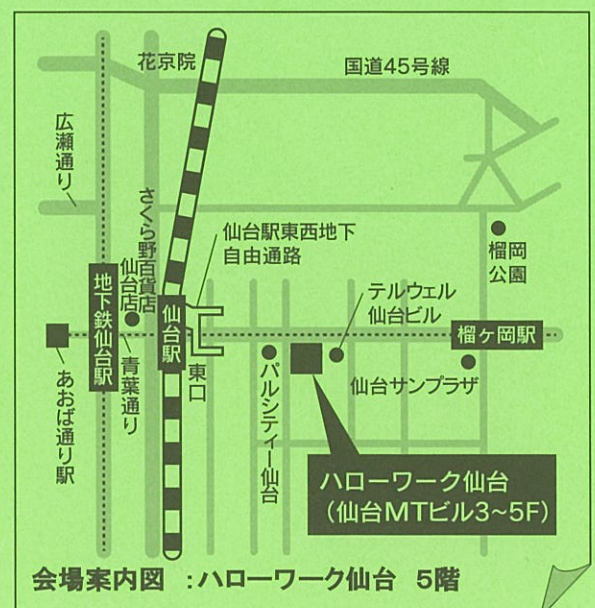 花京院
国道45号線
広瀬通り
さくら野百貨店
仙台店
仙台駅東西地下
自由通路
榴岡
公園
テルウェル
仙台ビル
地下鉄仙台駅
仙台駅
榴ヶ岡駅
あおば通り駅
青葉通り
東口
パルシティー仙台
仙台サンプラザ
ハローワーク仙台
（仙台MTビル3~5F）
会場案内図 ：ハローワーク仙台 5階